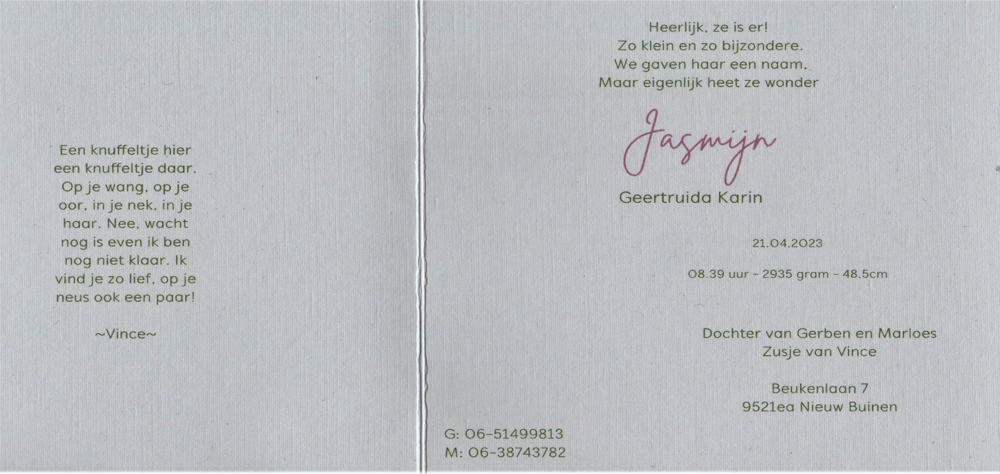 Een knuffeltje hier
een knuffeltje daar.
Op je wang, op je
oor, in je nek, in je
haar. Nee, wacht
nog is even ik ben
nog niet klaar. Ik
vind je zo lief, op je
neus ook een paar!
~Vince~
Heerlijk, ze is er!
Zo klein en zo bijzondere.
We gaven haar een naam,
Maar eigenlijk heet ze wonder
Jasmijn
Geertruida Karin
21.04.2023
08.39 uur - 2935 gram - 48.5cm
Dochter van Gerben en Marloes
Zusje van Vince
Beukenlaan 7
9521ea Nieuw Buinen
G: 06-51499813
M: 06-38743782